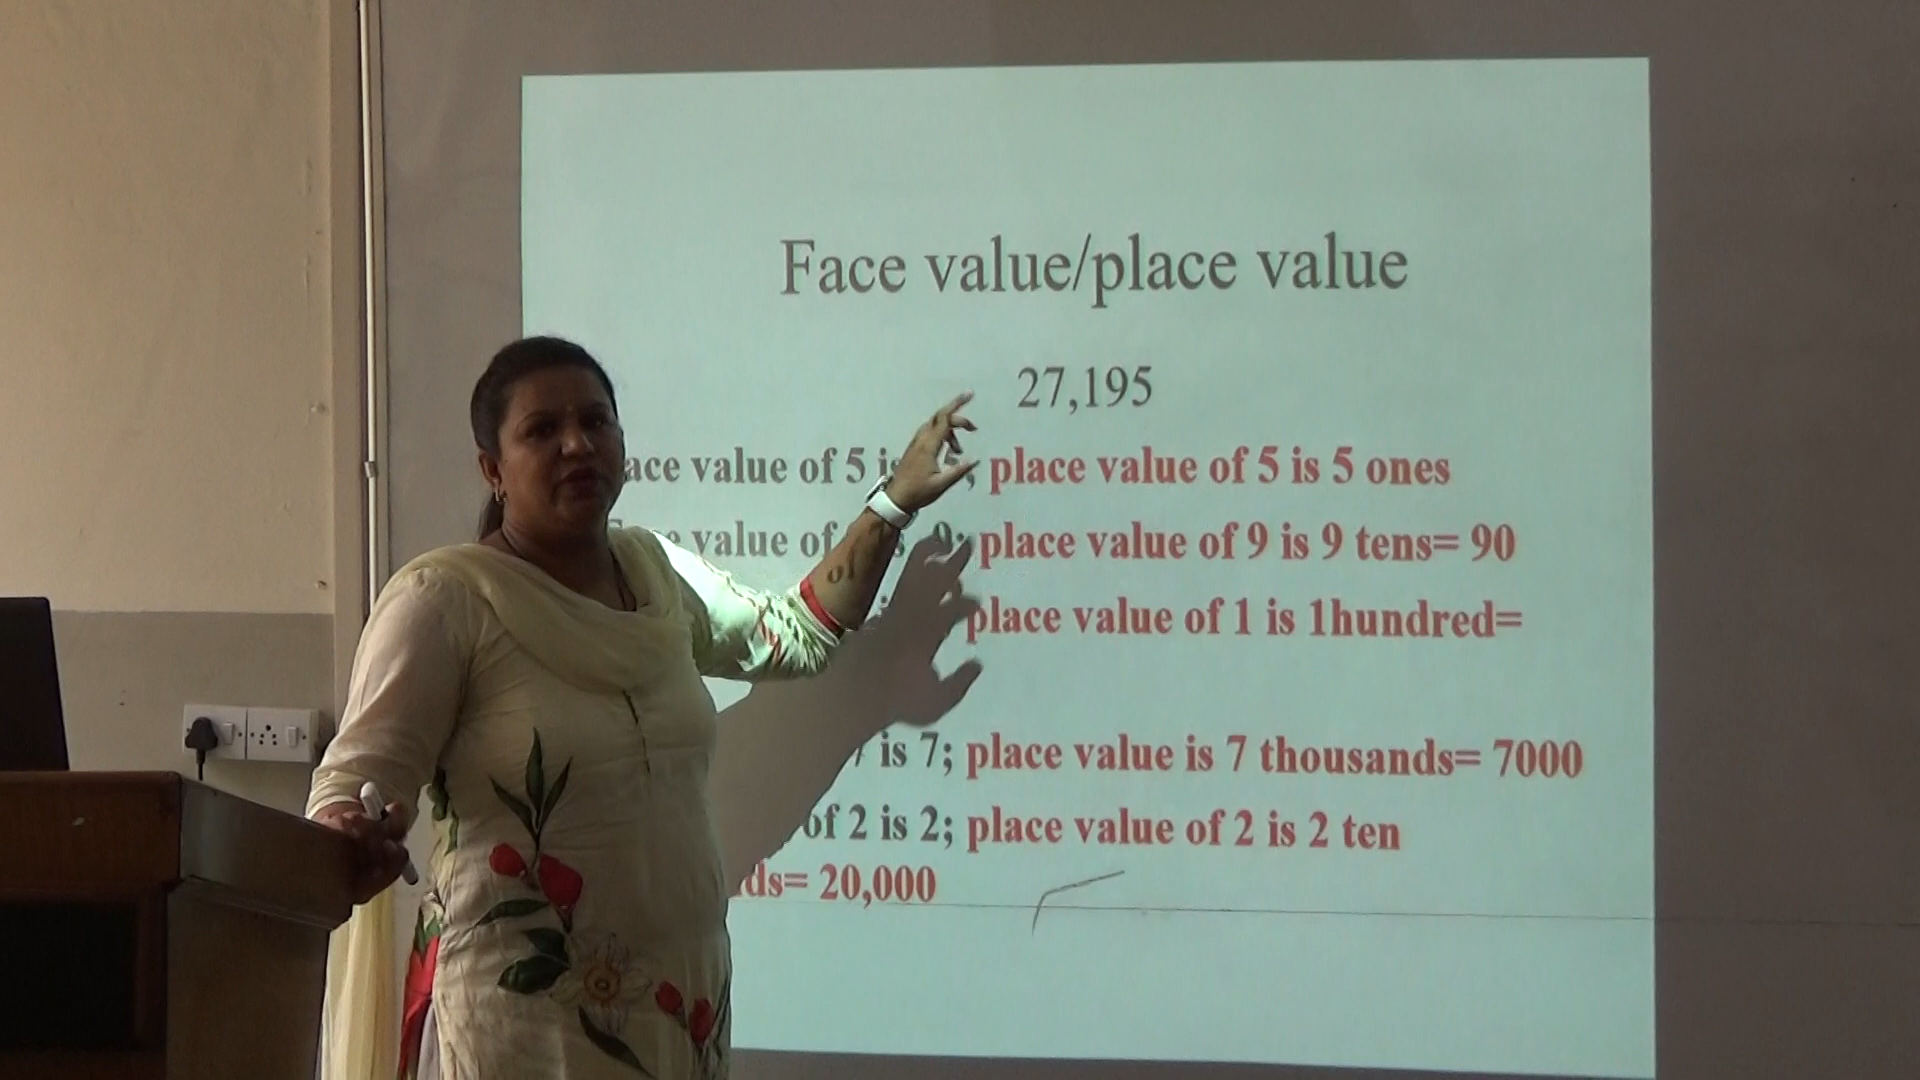 Face value/place value
27,195
ace value of 5 is 5; place value of 5 is 5 ones
value of 9; place value of 9 is 9 tens= 90
place value of 1 is 1hundred=
is 7; place value is 7 thousands= 7000
of 2 is 2; place value of 2 is 2 ten
ds= 20,000